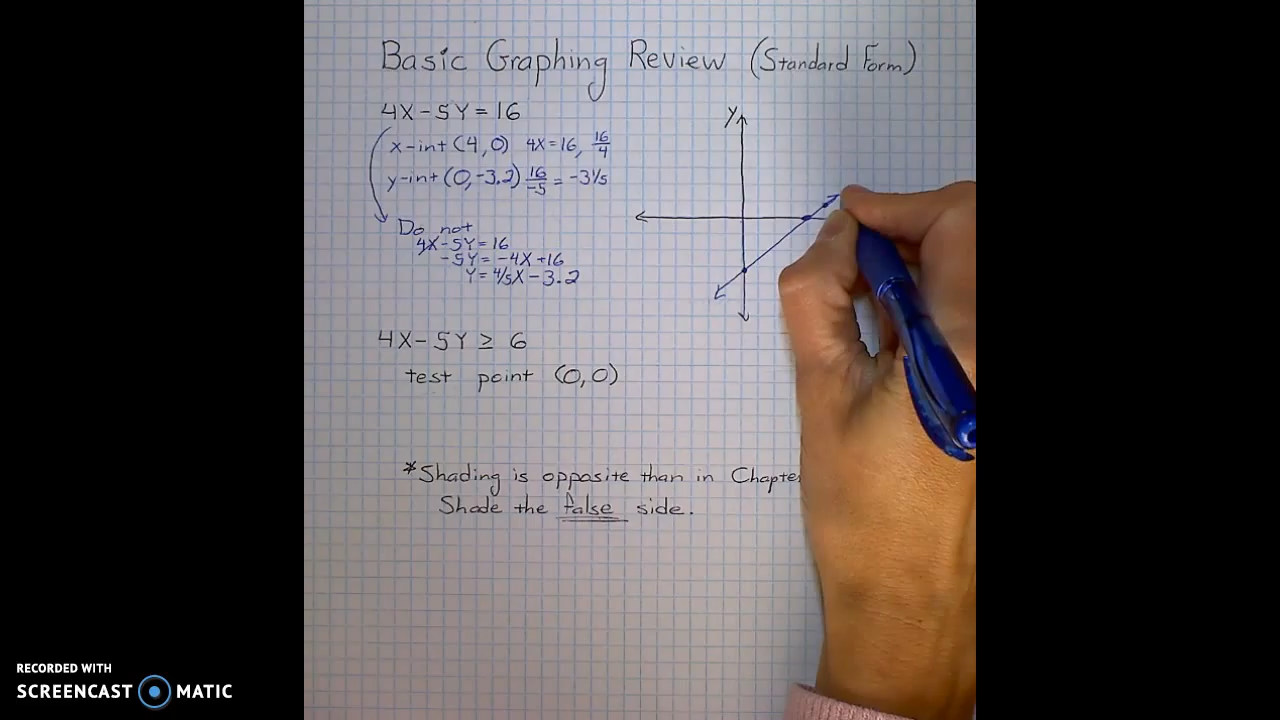 Basic Graphing Review (Standard Form)
4X-5Y=16
x-int (4,0) 4X=16, 16/4
y-int (0,-3.2) 16/-5 = -3 1/5
Do not
4X-5Y=16
-5Y=-4X+16
Y=4/5X-3.2
y
4X-5Y ≥ 6
test point (0,0)
*Shading is opposite than in Chapter
Shade the false side.
RECORDED WITH
SCREENCAST MATIC